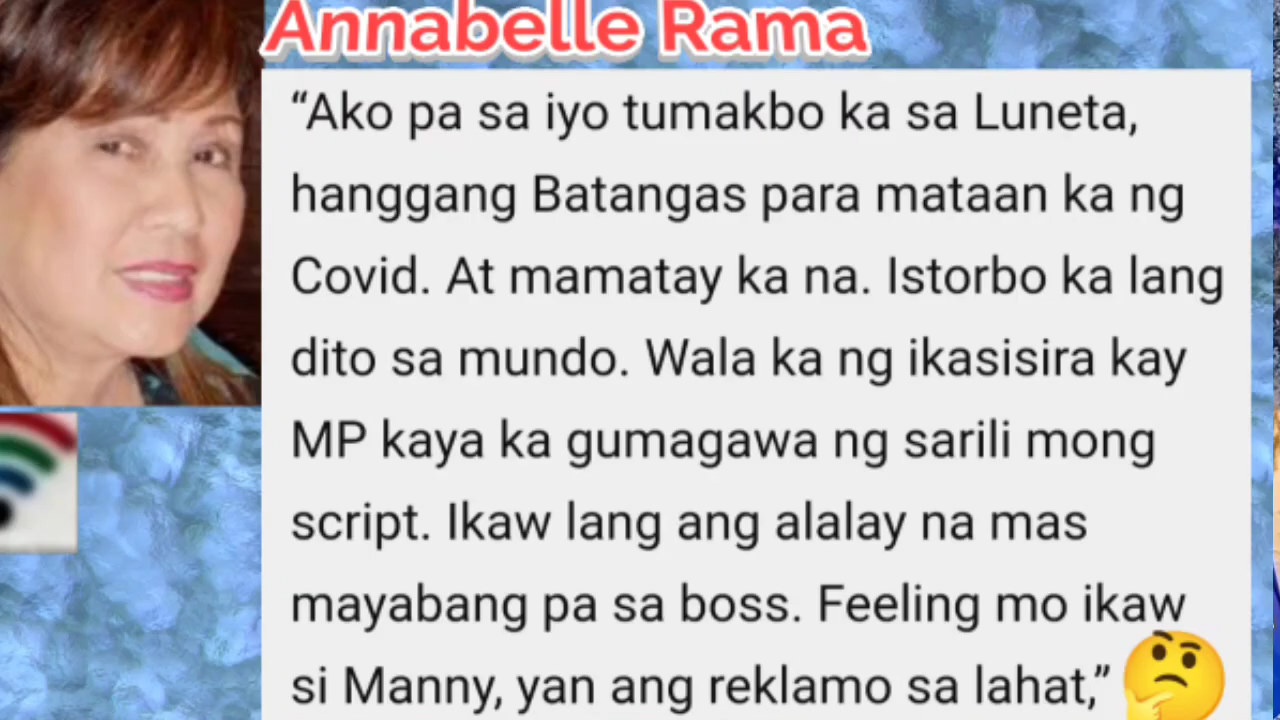 Annabelle Rama
“Ako pa sa iyo tumakbo ka sa Luneta,
hanggang Batangas para mataan ka ng
Covid. At mamatay ka na. Istorbo ka lang
dito sa mundo. Wala ka ng ikasisira kay
MP kaya ka gumagawa ng sarili mong
script. Ikaw lang ang alalay na mas
mayabang pa sa boss. Feeling mo ikaw
si Manny, yan ang reklamo sa lahat,”